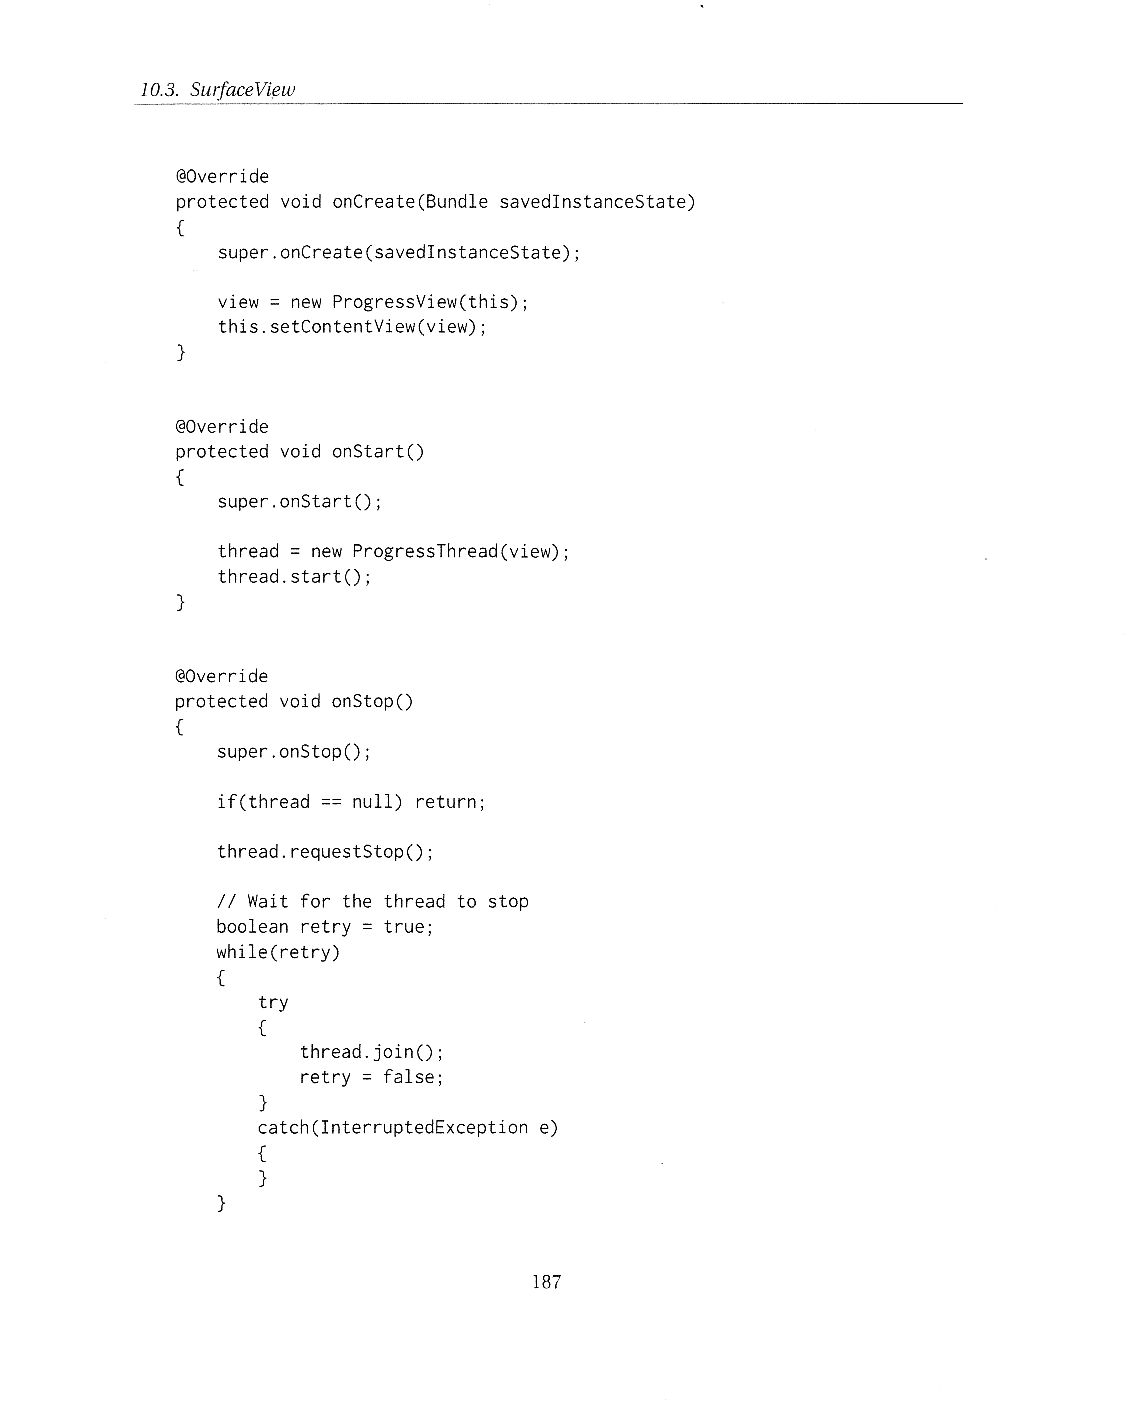 10.3. SurfaceView
@Override
protected void onCreate(Bundle savedInstanceState)
{
    super.onCreate(savedInstanceState);
    view = new ProgressView(this);
    this.setContentView(view);
}
@Override
protected void onStart()
{
    super.onStart();
    thread = new ProgressThread(view);
    thread.start();
}
@Override
protected void onStop()
{
    super.onStop();
    if(thread == null) return;
    thread.requestStop();
    // Wait for the thread to stop
    boolean retry = true;
    while(retry)
    {
        try
        {
            thread.join();
            retry = false;
        }
        catch(InterruptedException e)
        {
        }
    }
187